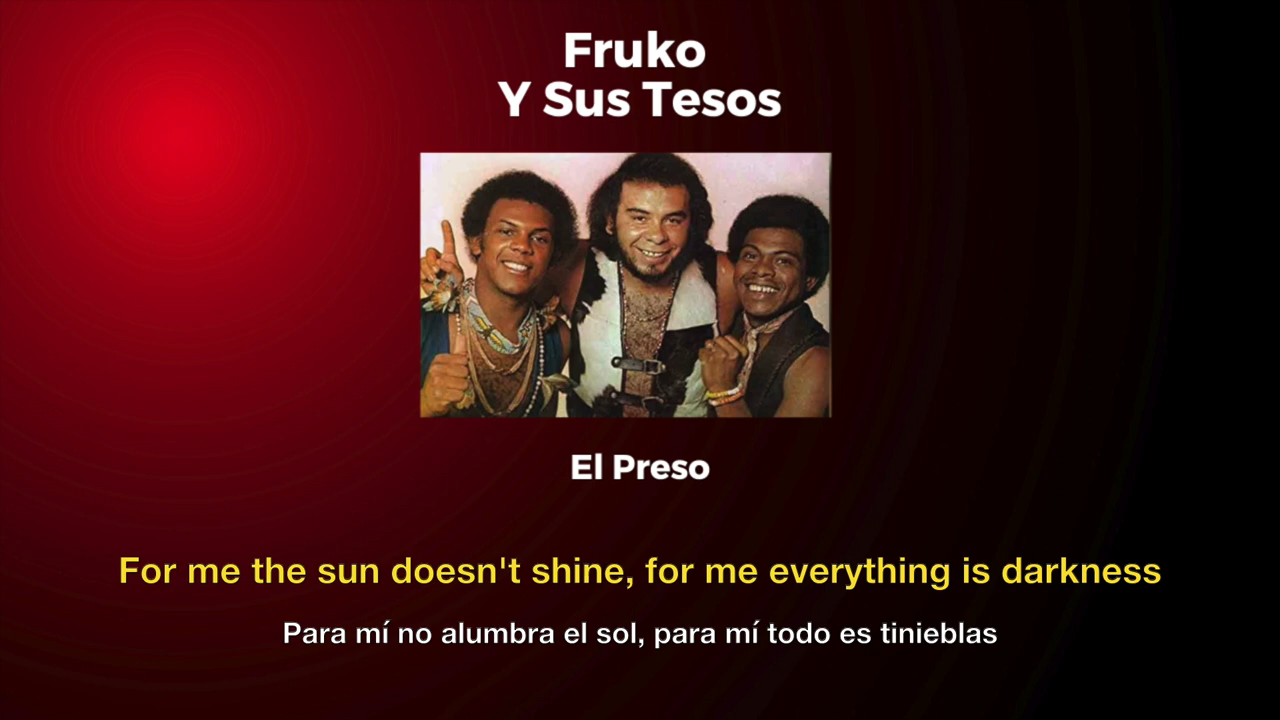 Fruko
Y Sus Tesos
El Preso
For me the sun doesn't shine, for me everything is darkness
Para mí no alumbra el sol, para mí todo es tinieblas